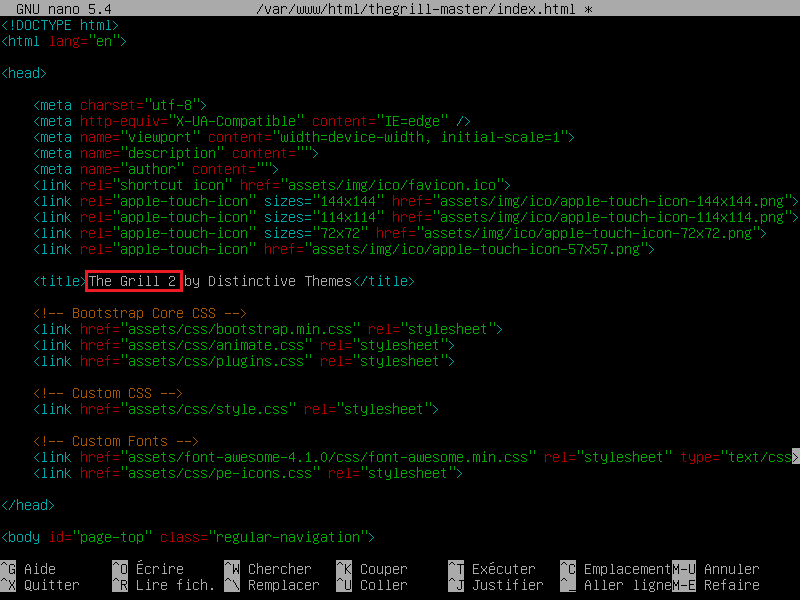 GNU nano 5.4 /var/www/html/thegrill-master/index.html *
<!DOCTYPE html>
<html lang="en">
<head>
<meta charset="utf-8">
<meta http-equiv="X-UA-Compatible" content="IE=edge" />
<meta name="viewport" content="width=device-width, initial-scale=1">
<meta name="description" content="">
<meta name="author" content="">
<link rel="shortcut icon" href="assets/img/ico/favicon.ico">
<link rel="apple-touch-icon" sizes="144x144" href="assets/img/ico/apple-touch-icon-144x144.png">
<link rel="apple-touch-icon" sizes="114x114" href="assets/img/ico/apple-touch-icon-114x114.png">
<link rel="apple-touch-icon" sizes="72x72" href="assets/img/ico/apple-touch-icon-72x72.png">
<link rel="apple-touch-icon" href="assets/img/ico/apple-touch-icon-57x57.png">
<title>The Grill 2 by Distinctive Themes</title>
<!-- Bootstrap Core CSS -->
<link href="assets/css/bootstrap.min.css" rel="stylesheet">
<link href="assets/css/animate.css" rel="stylesheet">
<link href="assets/css/plugins.css" rel="stylesheet">
<!-- Custom CSS -->
<link href="assets/css/style.css" rel="stylesheet">
<!-- Custom Fonts -->
<link href="assets/font-awesome-4.1.0/css/font-awesome.min.css" rel="stylesheet" type="text/css>
<link href="assets/css/pe-icons.css" rel="stylesheet">
</head>
<body id="page-top" class="regular-navigation">
^G Aide ^O Écrire ^W Chercher ^K Couper ^T Exécuter ^C Emplacement M-U Annuler
^X Quitter ^R Lire fich. ^\ Remplacer ^U Coller ^J Justifier ^_ Aller ligne M-E Refaire